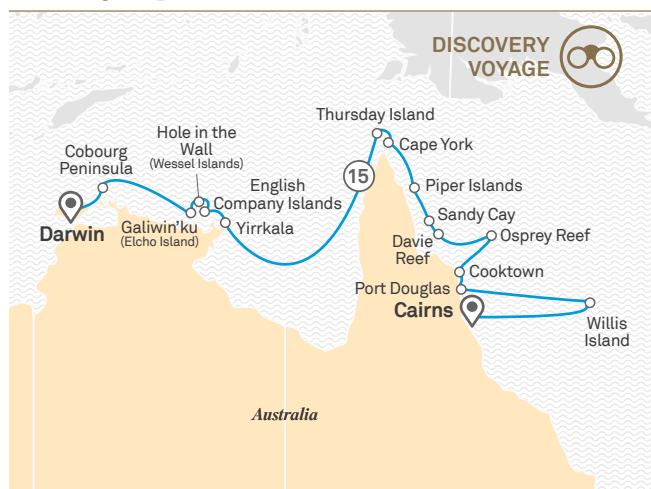 DISCOVERY
VOYAGE
Thursday Island
Hole in the
Wall
(Wessel Islands)
Cape York
Cobourg
Peninsula
15
English
Company Islands
Piper Islands
Sandy Cay
Galiwin'ku
(Elcho Island)
Yirrkala
Darwin
Davie
Reef
Osprey Reef
Cooktown
Port Douglas
Cairns
Willis
Island
Australia